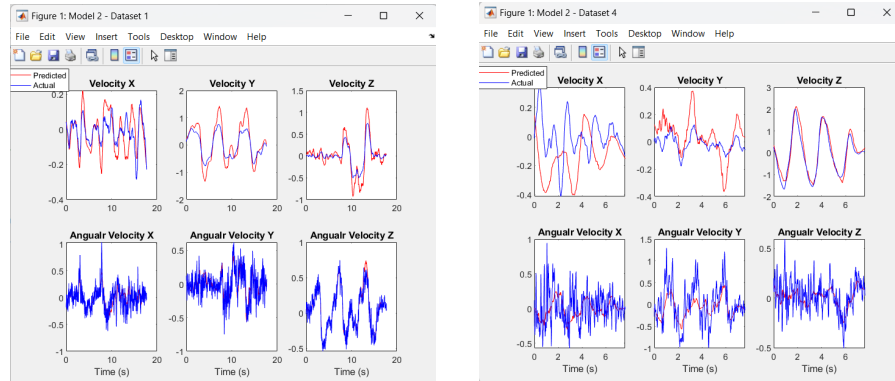 Figure 1: Model 2 - Dataset 1
File Edit View Insert Tools Desktop Window Help
Predicted
Actual
Velocity X
Velocity Y
Velocity Z
0.2
0
-0.2
-0.4
0 10 20
2
1
0
-1
-2
0 10 20
1.5
1
0.5
0
-0.5
-1
0 10 20
Angualr Velocity X
Angualr Velocity Y
Angualr Velocity Z
1
0.5
0
-0.5
-1
0 10 20
Time (s)
0.5
0
-0.5
-1
0 10 20
Time (s)
1
0.5
0
-0.5
0 10 20
Time (s)
Figure 1: Model 2 - Dataset 4
File Edit View Insert Tools Desktop Window Help
Predicted
Actual
Velocity X
Velocity Y
Velocity Z
0.2
0
-0.2
-0.4
0 2 4 6
0.4
0.2
0
-0.2
-0.4
0 2 4 6
3
2
1
0
-1
-2
0 2 4 6
Angualr Velocity X
Angualr Velocity Y
Angualr Velocity Z
1
0.5
0
-0.5
0 2 4 6
Time (s)
1.5
1
0.5
0
-0.5
-1
0 2 4 6
Time (s)
0.5
0
-0.5
0 2 4 6
Time (s)